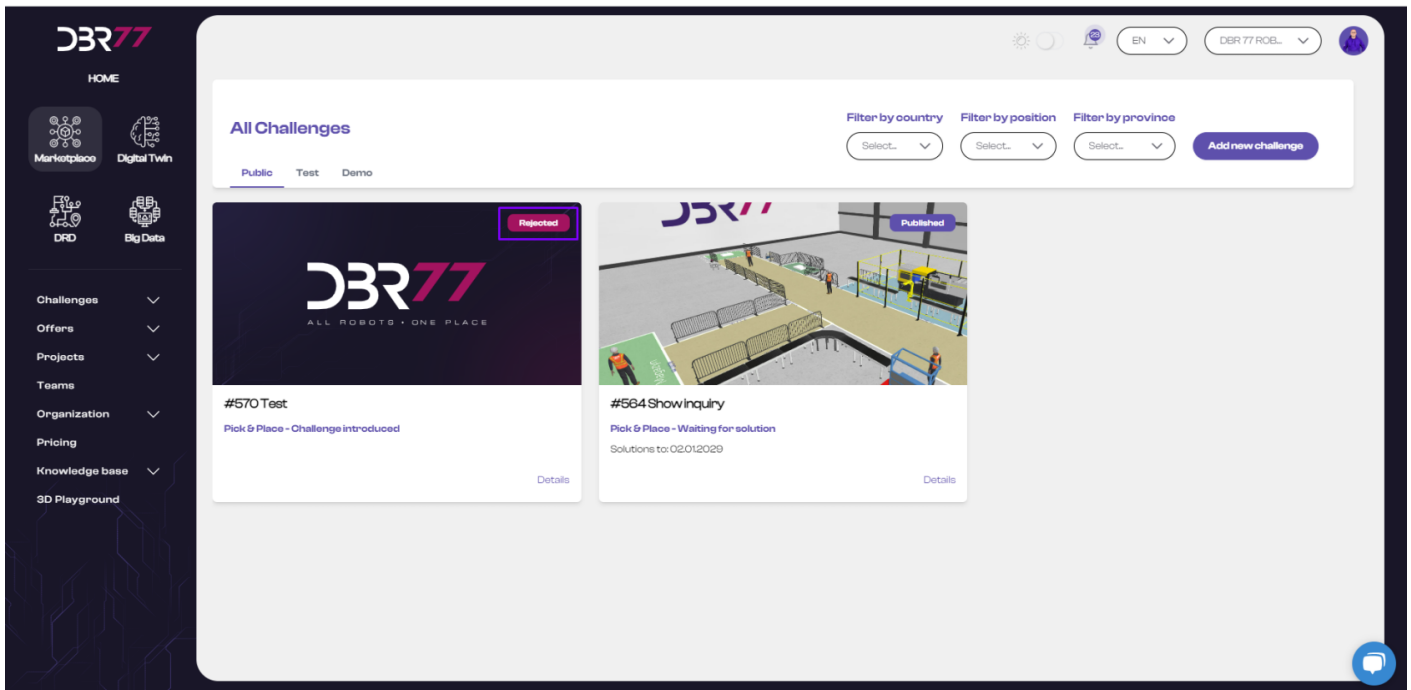 DBR77
HOME
Marketplace
Digital Twin
DRD
Big Data
Challenges
Offers
Projects
Teams
Organization
Pricing
Knowledge base
3D Playground
EN
DBR 77 ROB...
All Challenges
Public Test Demo
Filter by country
Select...
Filter by position
Select...
Filter by province
Select...
Add new challenge
Rejected
DBR77
ALL ROBOTS • ONE PLACE
#570 Test
Pick & Place - Challenge introduced
Details
DBR77
Published
#564 Show inquiry
Pick & Place - Waiting for solution
Solutions to: 02.01.2029
Details